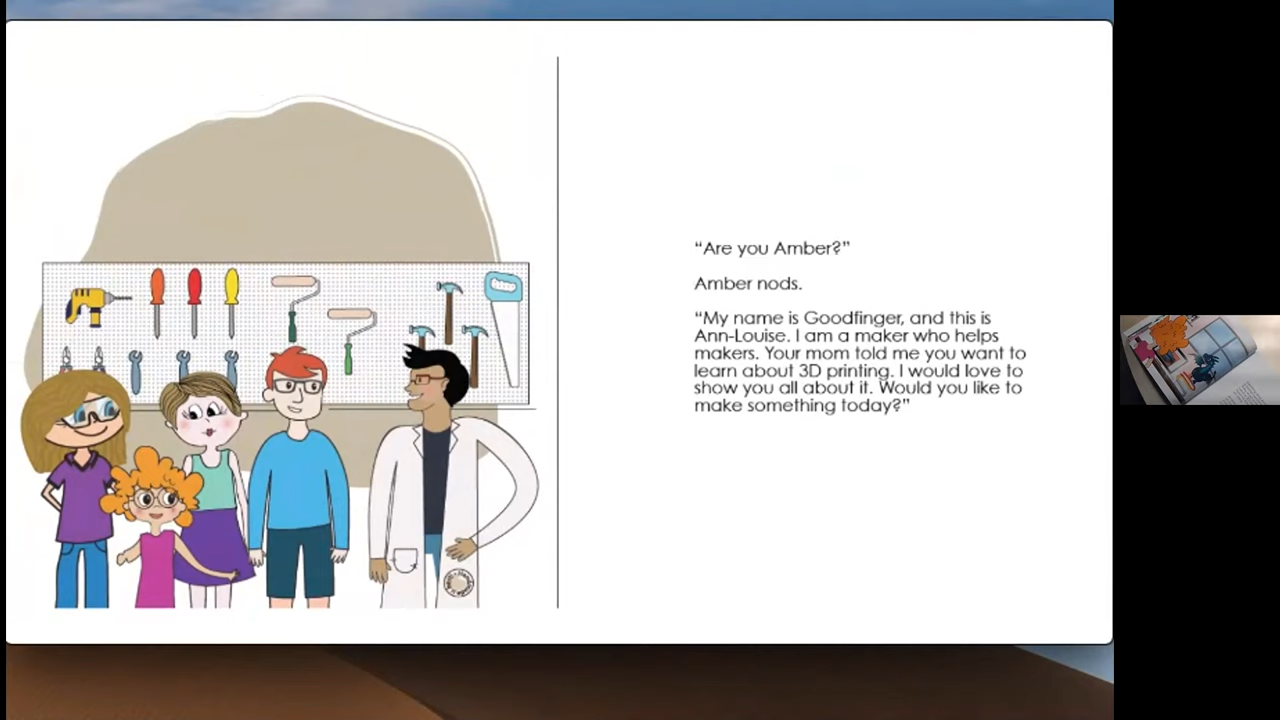 “Are you Amber?”
Amber nods.
“My name is Goodfinger, and this is
Ann-Louise. I am a maker who helps
makers. Your mom told me you want to
learn about 3D printing. I would love to
show you all about it. Would you like to
make something today?”